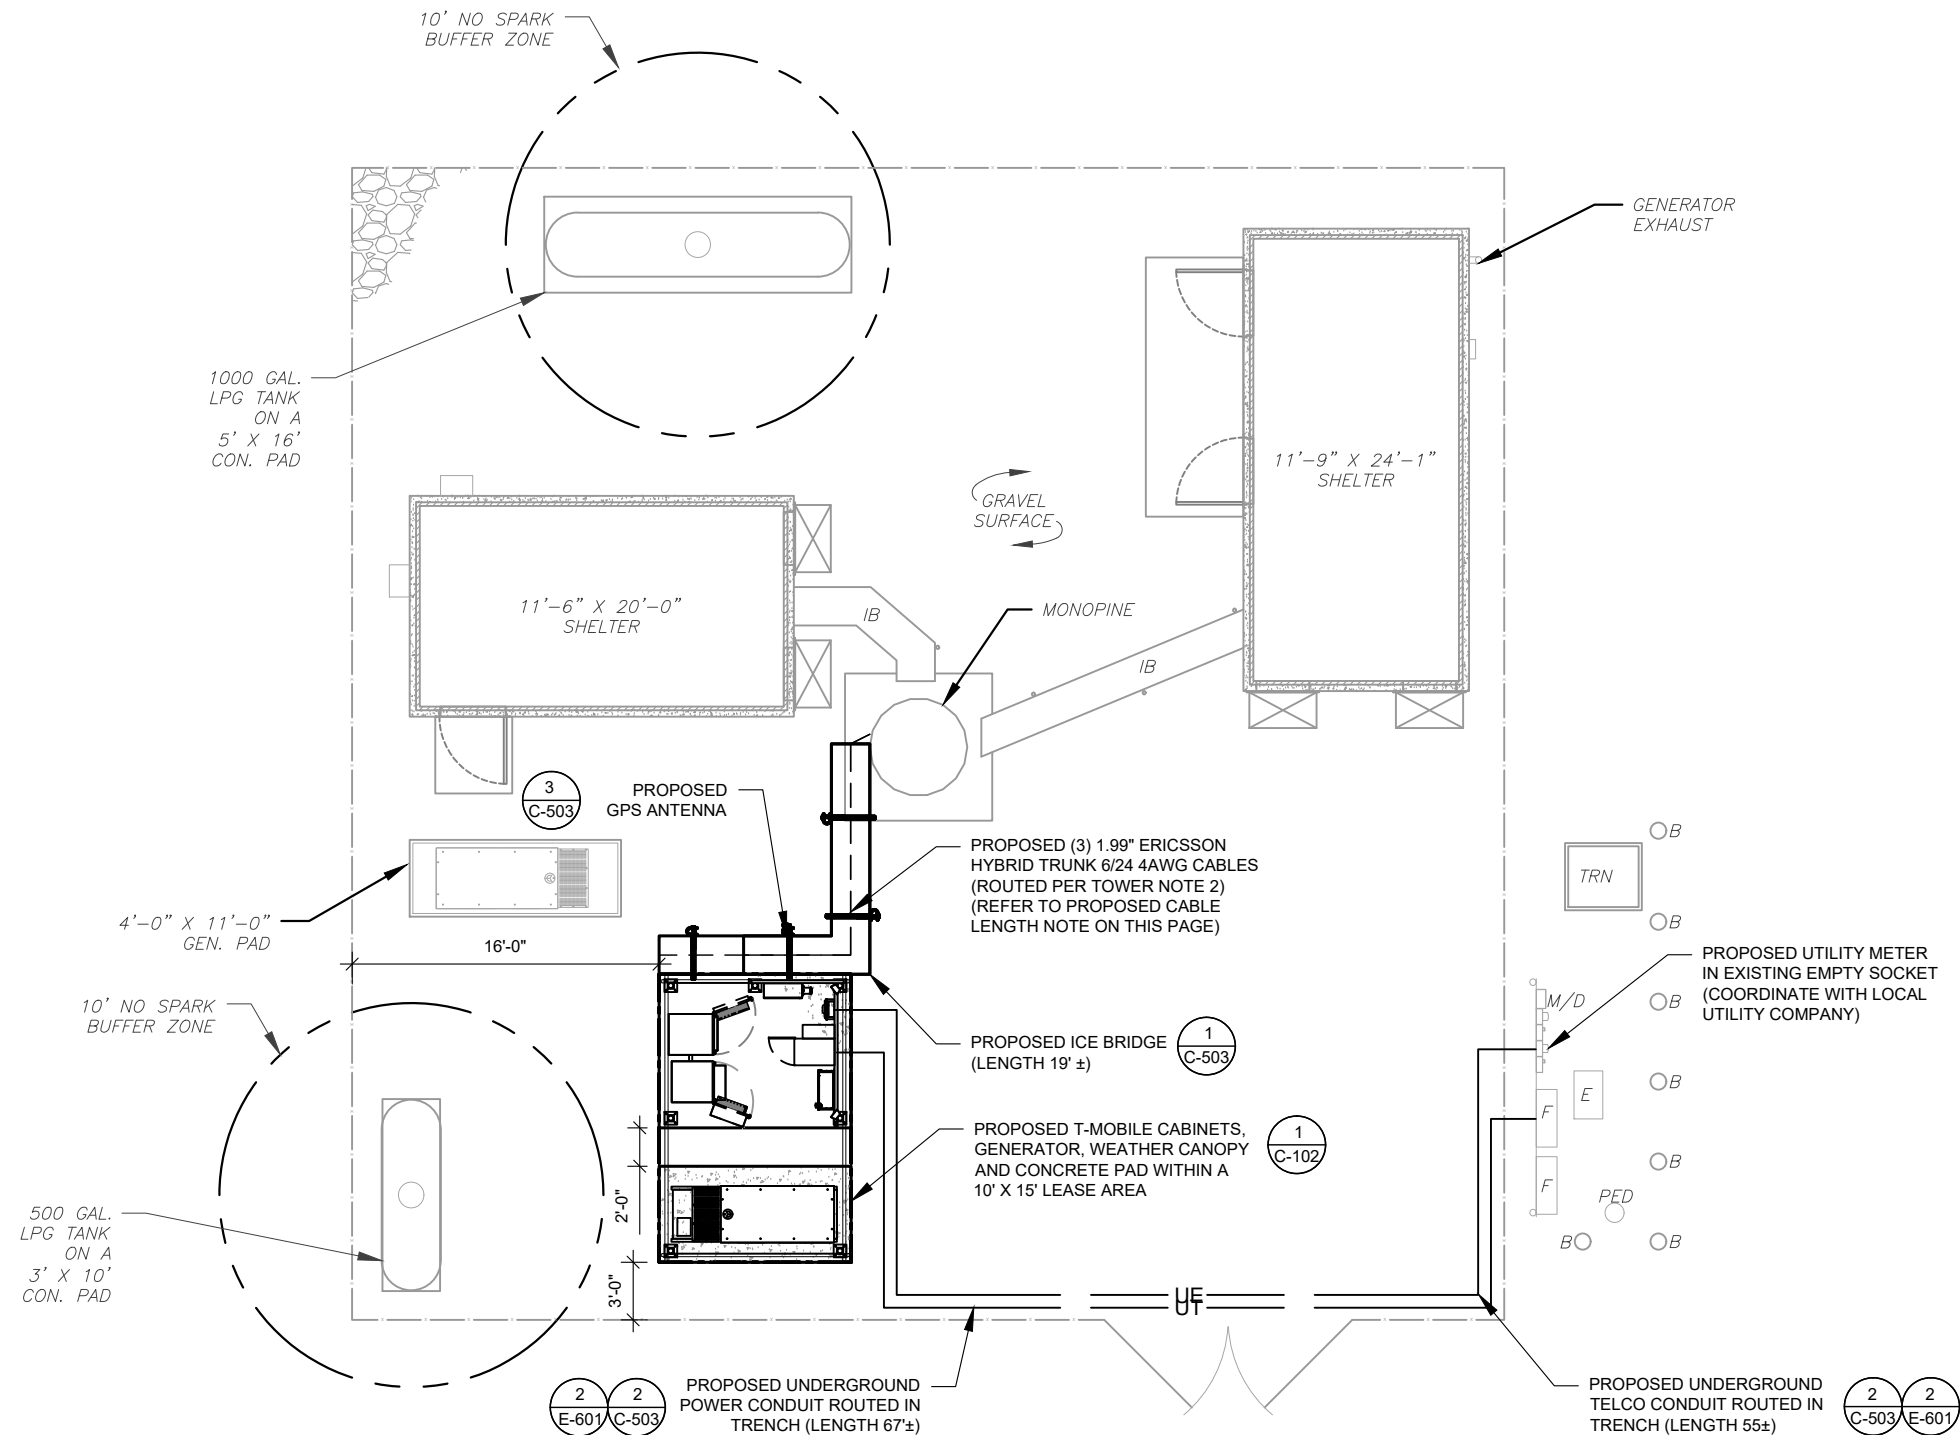 10' NO SPARK
BUFFER ZONE
GENERATOR
EXHAUST
1000 GAL.
LPG TANK
ON A
5' X 16'
CON. PAD
11'-9" X 24'-1"
SHELTER
GRAVEL
SURFACE
11'-6" X 20'-0"
SHELTER
IB
MONOPINE
IB
3
C-503
PROPOSED
GPS ANTENNA
PROPOSED (3) 1.99" ERICSSON
HYBRID TRUNK 6/24 4AWG CABLES
(ROUTED PER TOWER NOTE 2)
(REFER TO PROPOSED CABLE
LENGTH NOTE ON THIS PAGE)
B
TRN
B
4'-0" X 11'-0"
GEN. PAD
16'-0"
PROPOSED UTILITY METER
IN EXISTING EMPTY SOCKET
(COORDINATE WITH LOCAL
UTILITY COMPANY)
10' NO SPARK
BUFFER ZONE
M/D
B
PROPOSED ICE BRIDGE
(LENGTH 19' ±)
1
C-503
E
B
F
PROPOSED T-MOBILE CABINETS,
GENERATOR, WEATHER CANOPY
AND CONCRETE PAD WITHIN A
10' X 15' LEASE AREA
1
C-102
B
F
PED
B
B
2'-0"
500 GAL.
LPG TANK
ON A
3' X 10'
CON. PAD
3'-0"
UE
UT
2
E-601
2
C-503
PROPOSED UNDERGROUND
POWER CONDUIT ROUTED IN
TRENCH (LENGTH 67'±)
PROPOSED UNDERGROUND
TELCO CONDUIT ROUTED IN
TRENCH (LENGTH 55±)
2
C-503
2
E-601